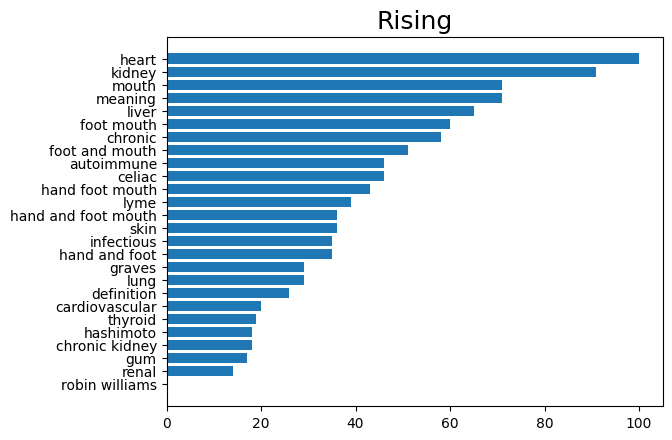 Rising
heart
kidney
mouth
meaning
liver
foot mouth
chronic
foot and mouth
autoimmune
celiac
hand foot mouth
lyme
hand and foot mouth
skin
infectious
hand and foot
graves
lung
definition
cardiovascular
thyroid
hashimoto
chronic kidney
gum
renal
robin williams
0 20 40 60 80 100